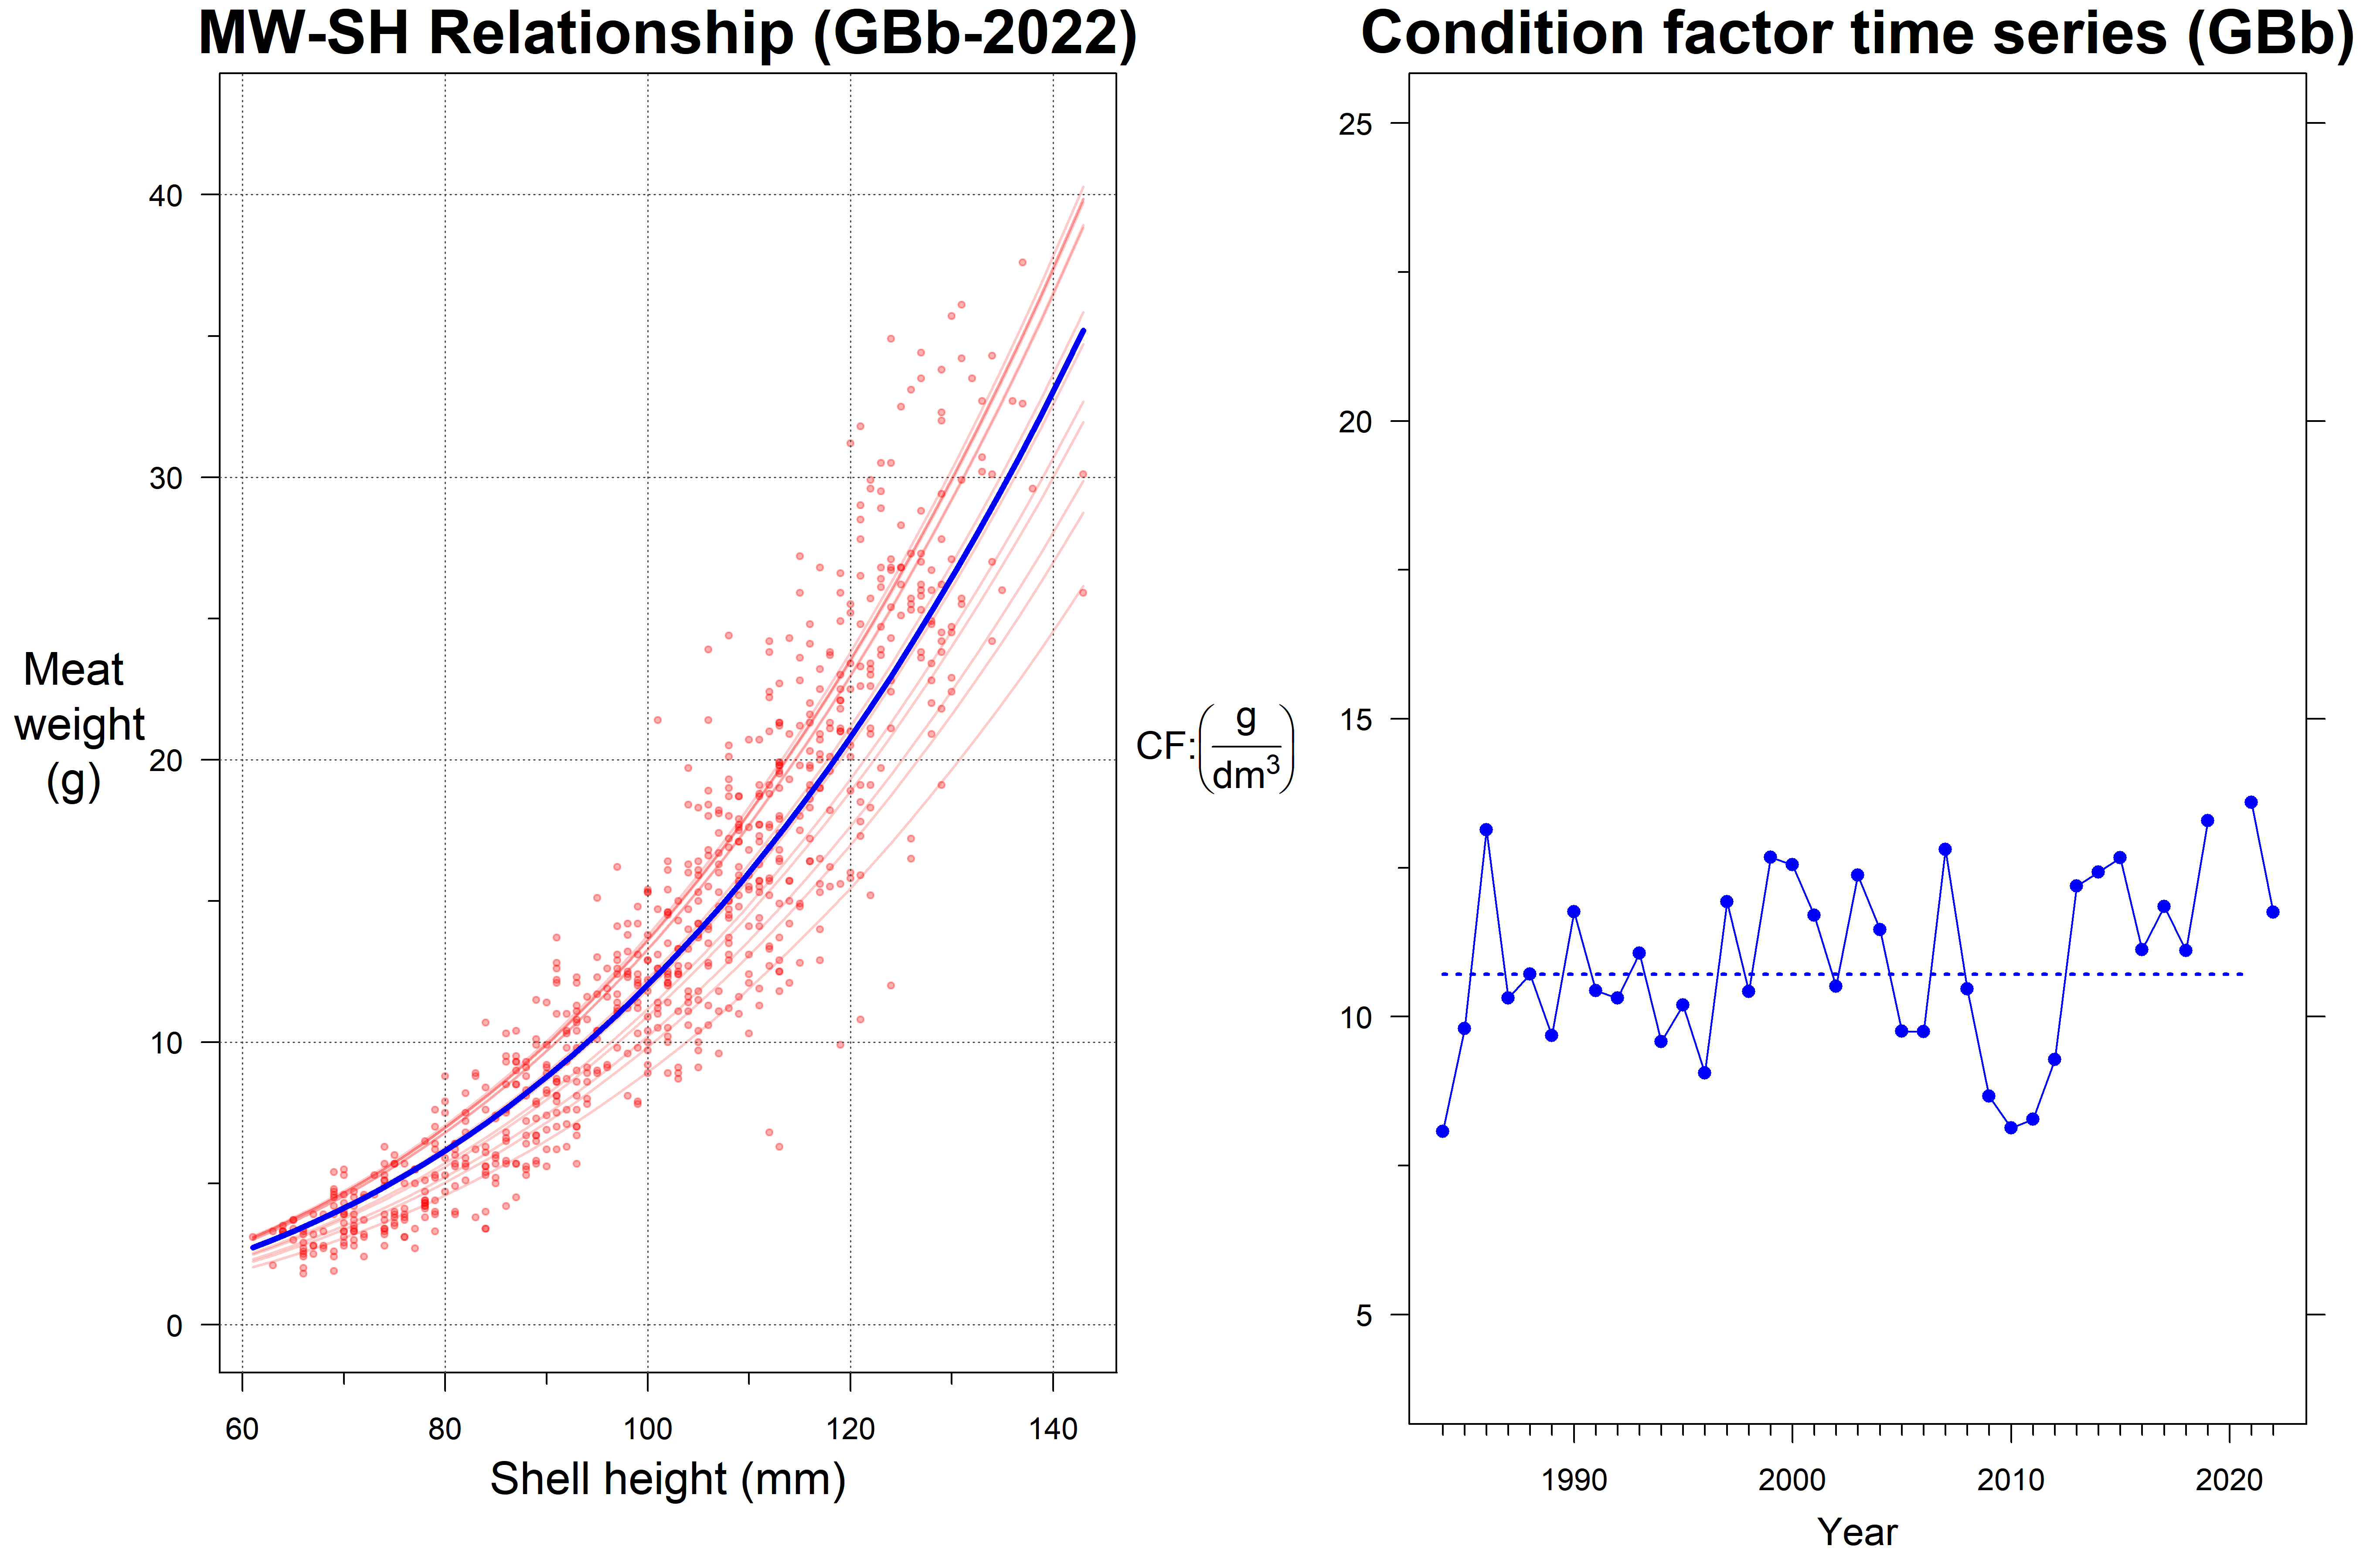 MW-SH Relationship (GBb-2022)
40
30
20
10
0
Meat
weight
(g)
60 80 100 120 140
Shell height (mm)
Condition factor time series (GBb)
25
20
15
10
5
CF:(g/dm³)
1990 2000 2010 2020
Year